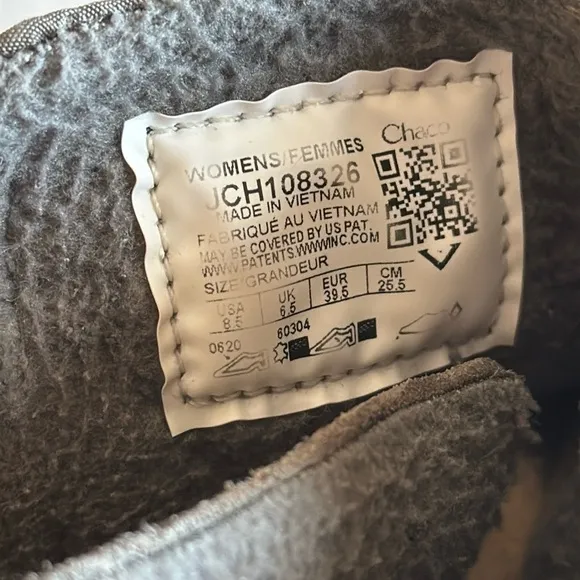 Chaco
WOMENS/FEMMES
JCH108326
MADE IN VIETNAM
FABRIQUÉ AU VIETNAM
MAY BE COVERED BY US PAT.
WWW.PATENTS.WWWINC.COM
SIZE/GRANDEUR
USA UK EUR CM
8.5 6.5 39.5 25.5
0620 60304